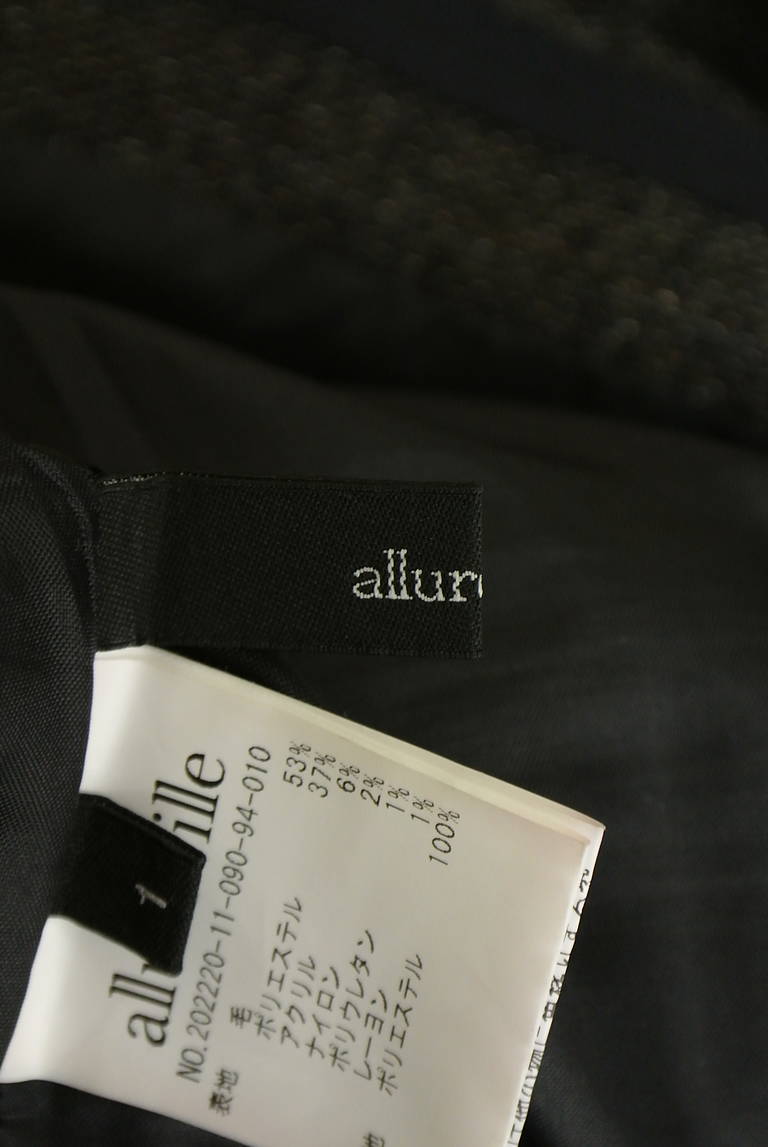 allur
all ille
1
NO.202220-11-090-94-010
表地 毛 53%
ポリエステル 37%
アクリル 6%
ナイロン 2%
ポリウレタン 1%
レーヨン 1%
地 ポリエステル 100%